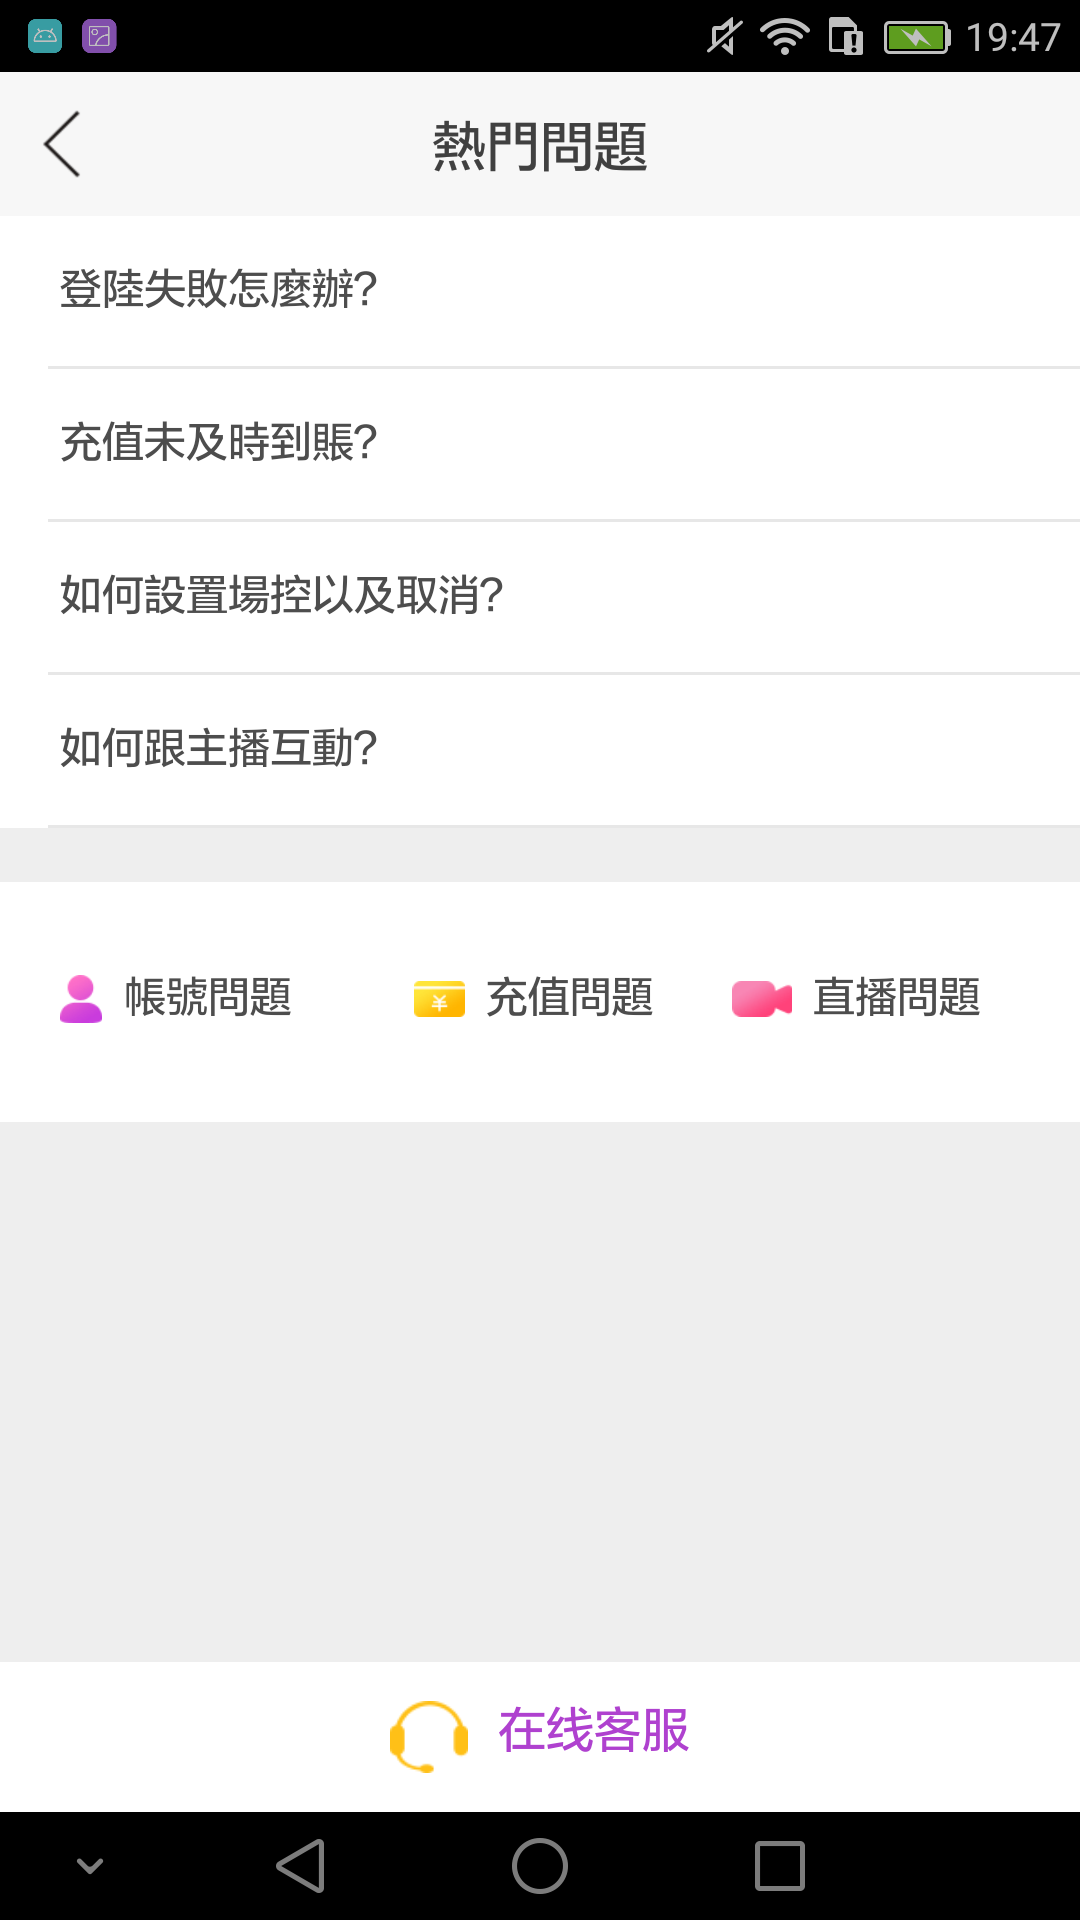 19:47
熱門問題
登陸失敗怎麼辦?
充值未及時到賬?
如何設置場控以及取消?
如何跟主播互動?
帳號問題
充值問題
直播問題
在线客服